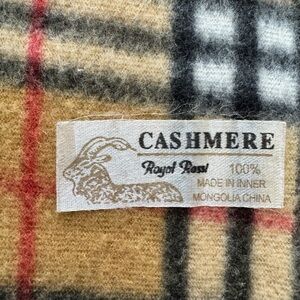 CASHMERE
Royal Rossi 100%
MADE IN INNER
MONGOLIA CHINA